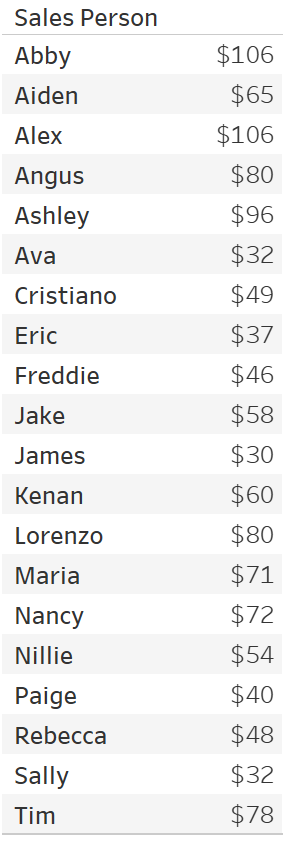 Sales Person
Abby $106
Aiden $65
Alex $106
Angus $80
Ashley $96
Ava $32
Cristiano $49
Eric $37
Freddie $46
Jake $58
James $30
Kenan $60
Lorenzo $80
Maria $71
Nancy $72
Nillie $54
Paige $40
Rebecca $48
Sally $32
Tim $78